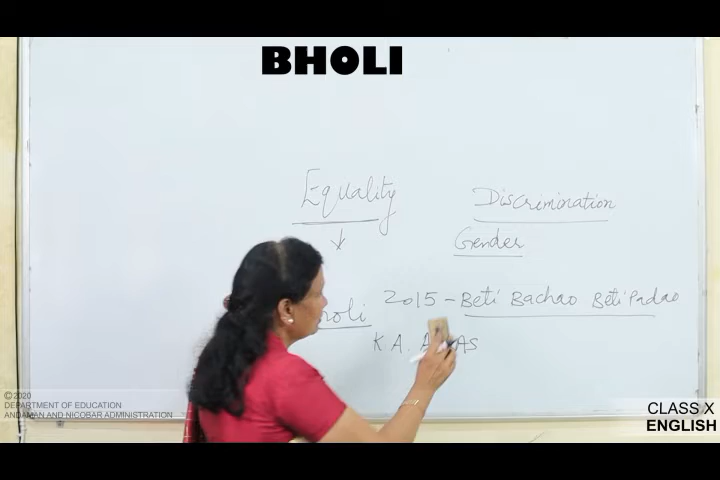 BHOLI
Equality
Discrimination
Gender
2015 - Beti Bachao Beti Padao
K.A.
©2020
DEPARTMENT OF EDUCATION
ANDAMAN AND NICOBAR ADMINISTRATION
CLASS X
ENGLISH